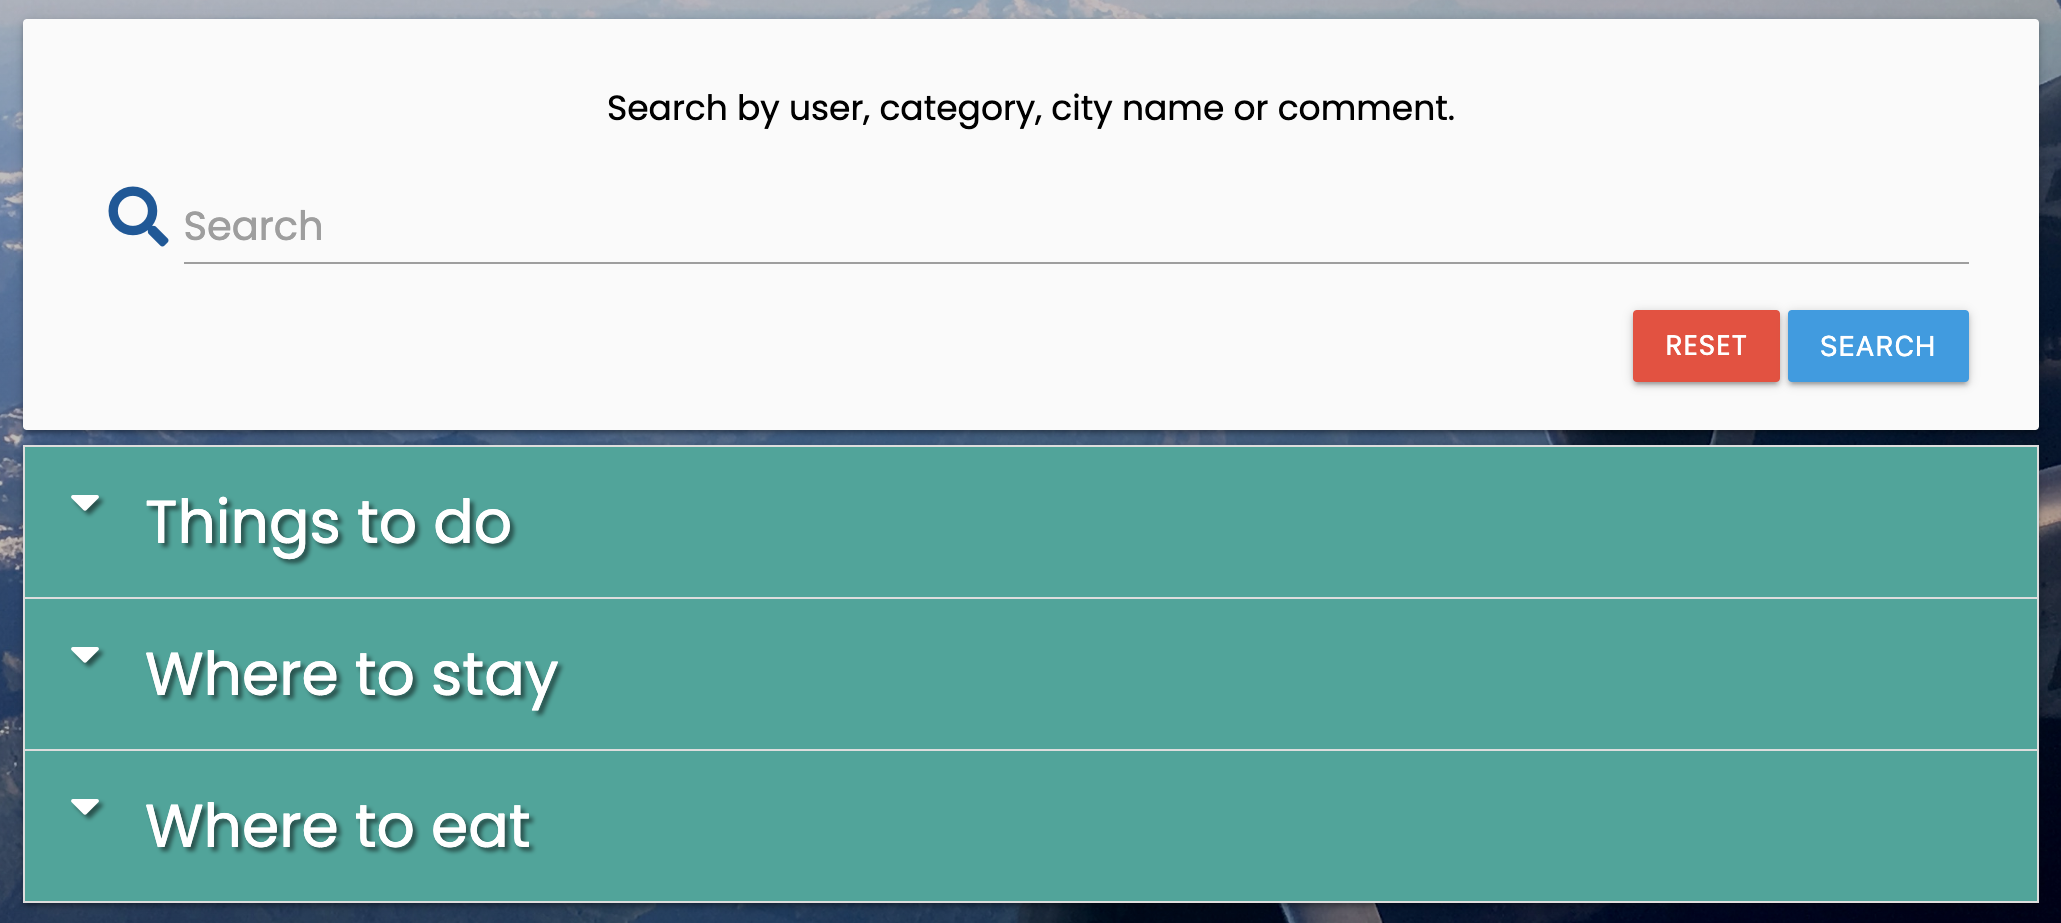 Search by user, category, city name or comment.
Search
RESET SEARCH
Things to do
Where to stay
Where to eat